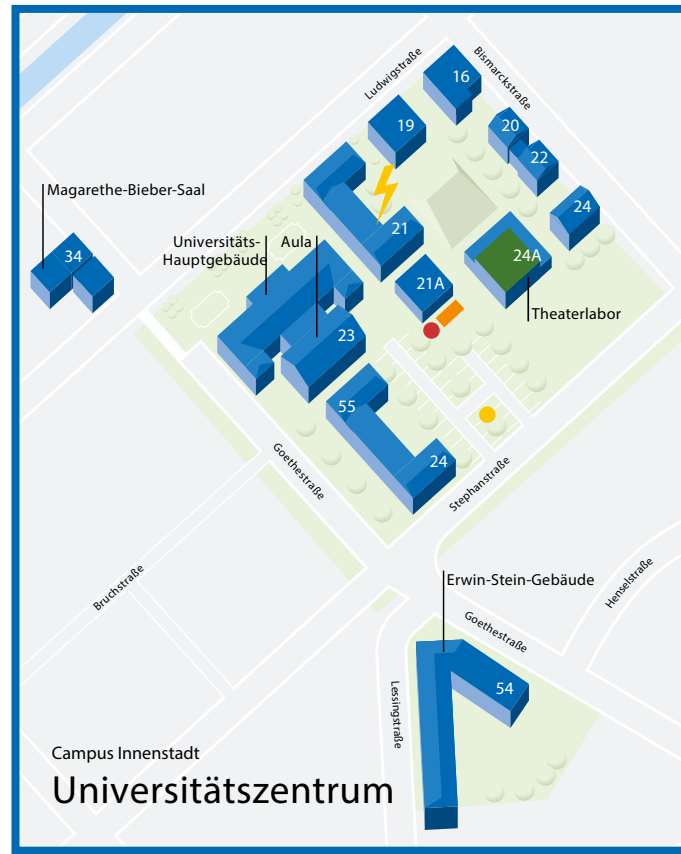 Ludwigstraße
Bismarckstraße
16
19
20
22
24
Magarethe-Bieber-Saal
34
Universitäts-
Hauptgebäude
Aula
21
24A
21A
Theaterlabor
23
55
24
Goethestraße
Stephanstraße
Bruchstraße
Erwin-Stein-Gebäude
Henselstraße
Goethestraße
54
Lessingstraße
Campus Innenstadt
Universitätszentrum